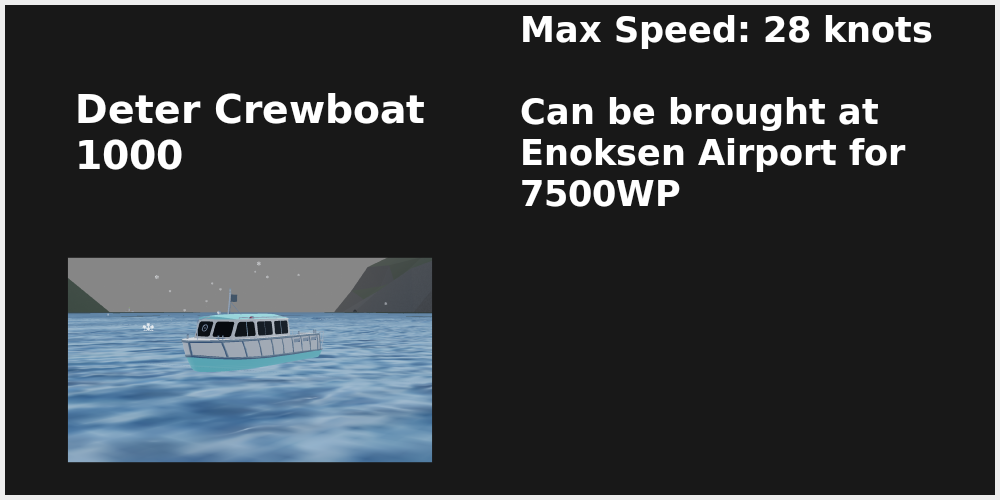 Deter Crewboat
1000
Max Speed: 28 knots
Can be brought at
Enoksen Airport for
7500WP